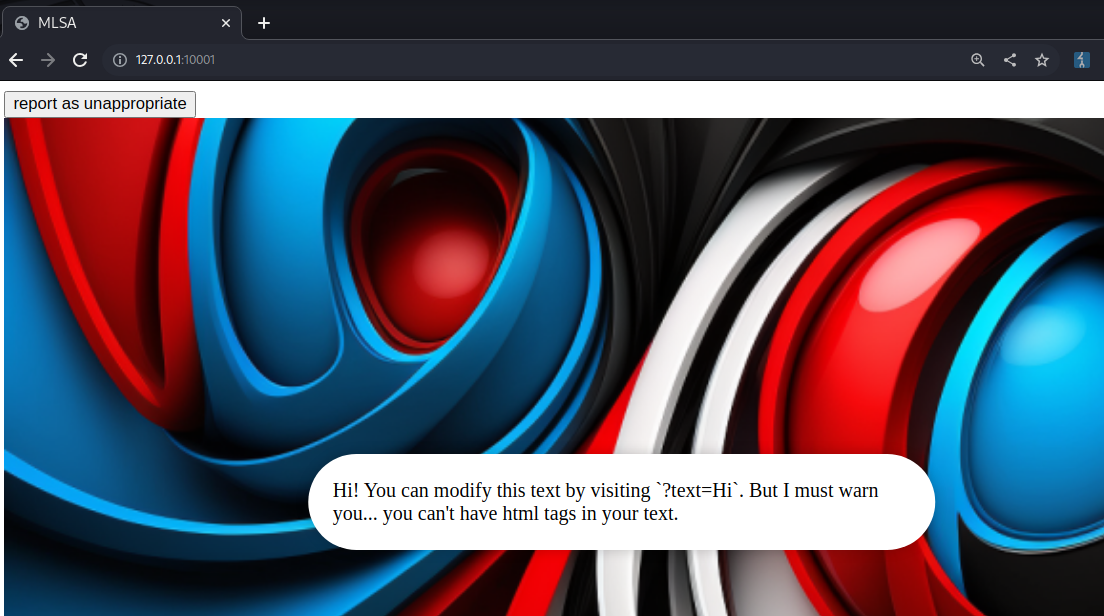 MLSA
127.0.0.1:10001
report as unappropriate
Hi! You can modify this text by visiting `?text=Hi`. But I must warn
you... you can't have html tags in your text.